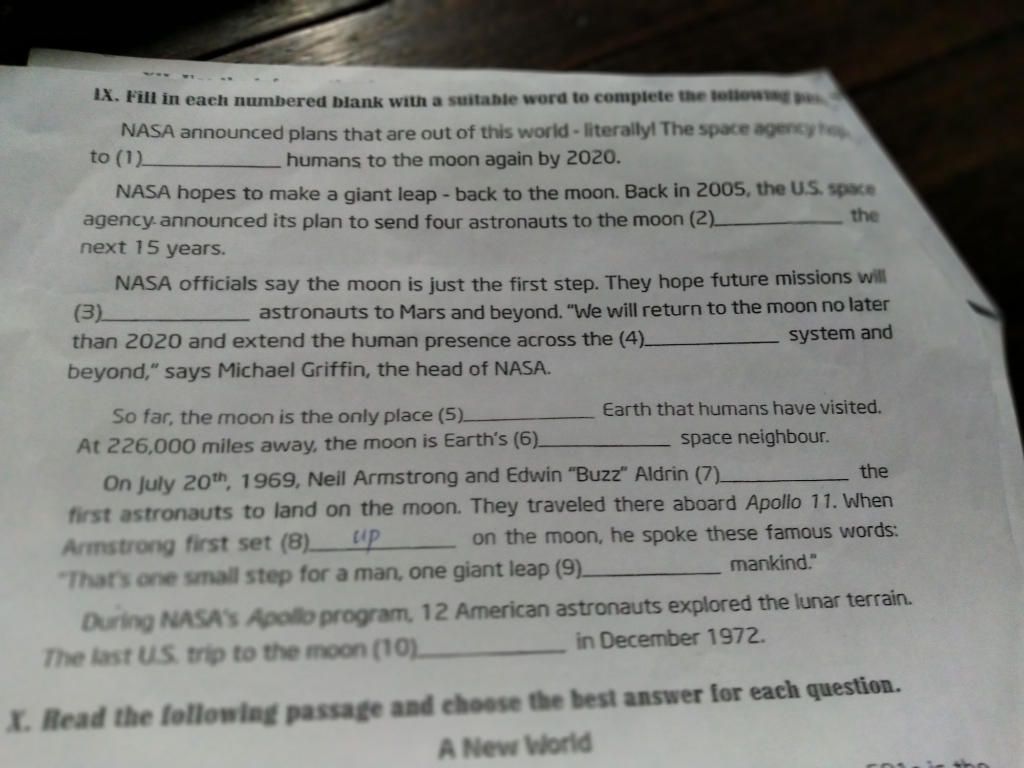 IX. Fill in each numbered blank with a suitable word to complete the following
NASA announced plans that are out of this world - literally! The space agency
to (1)____________ humans to the moon again by 2020.
NASA hopes to make a giant leap - back to the moon. Back in 2005, the U.S. space
agency announced its plan to send four astronauts to the moon (2)____________ the
next 15 years.
NASA officials say the moon is just the first step. They hope future missions will
(3)____________ astronauts to Mars and beyond. "We will return to the moon no later
than 2020 and extend the human presence across the (4)____________ system and
beyond," says Michael Griffin, the head of NASA.
So far, the moon is the only place (5)____________ Earth that humans have visited.
At 226,000 miles away, the moon is Earth's (6)____________ space neighbour.
On July 20th, 1969, Neil Armstrong and Edwin "Buzz" Aldrin (7)____________ the
first astronauts to land on the moon. They traveled there aboard Apollo 11. When
Armstrong first set (8)____up____ on the moon, he spoke these famous words:
"That's one small step for a man, one giant leap (9)____________ mankind."
During NASA's Apollo program, 12 American astronauts explored the lunar terrain.
The last U.S. trip to the moon (10)____________ in December 1972.
X. Read the following passage and choose the best answer for each question.
A New World